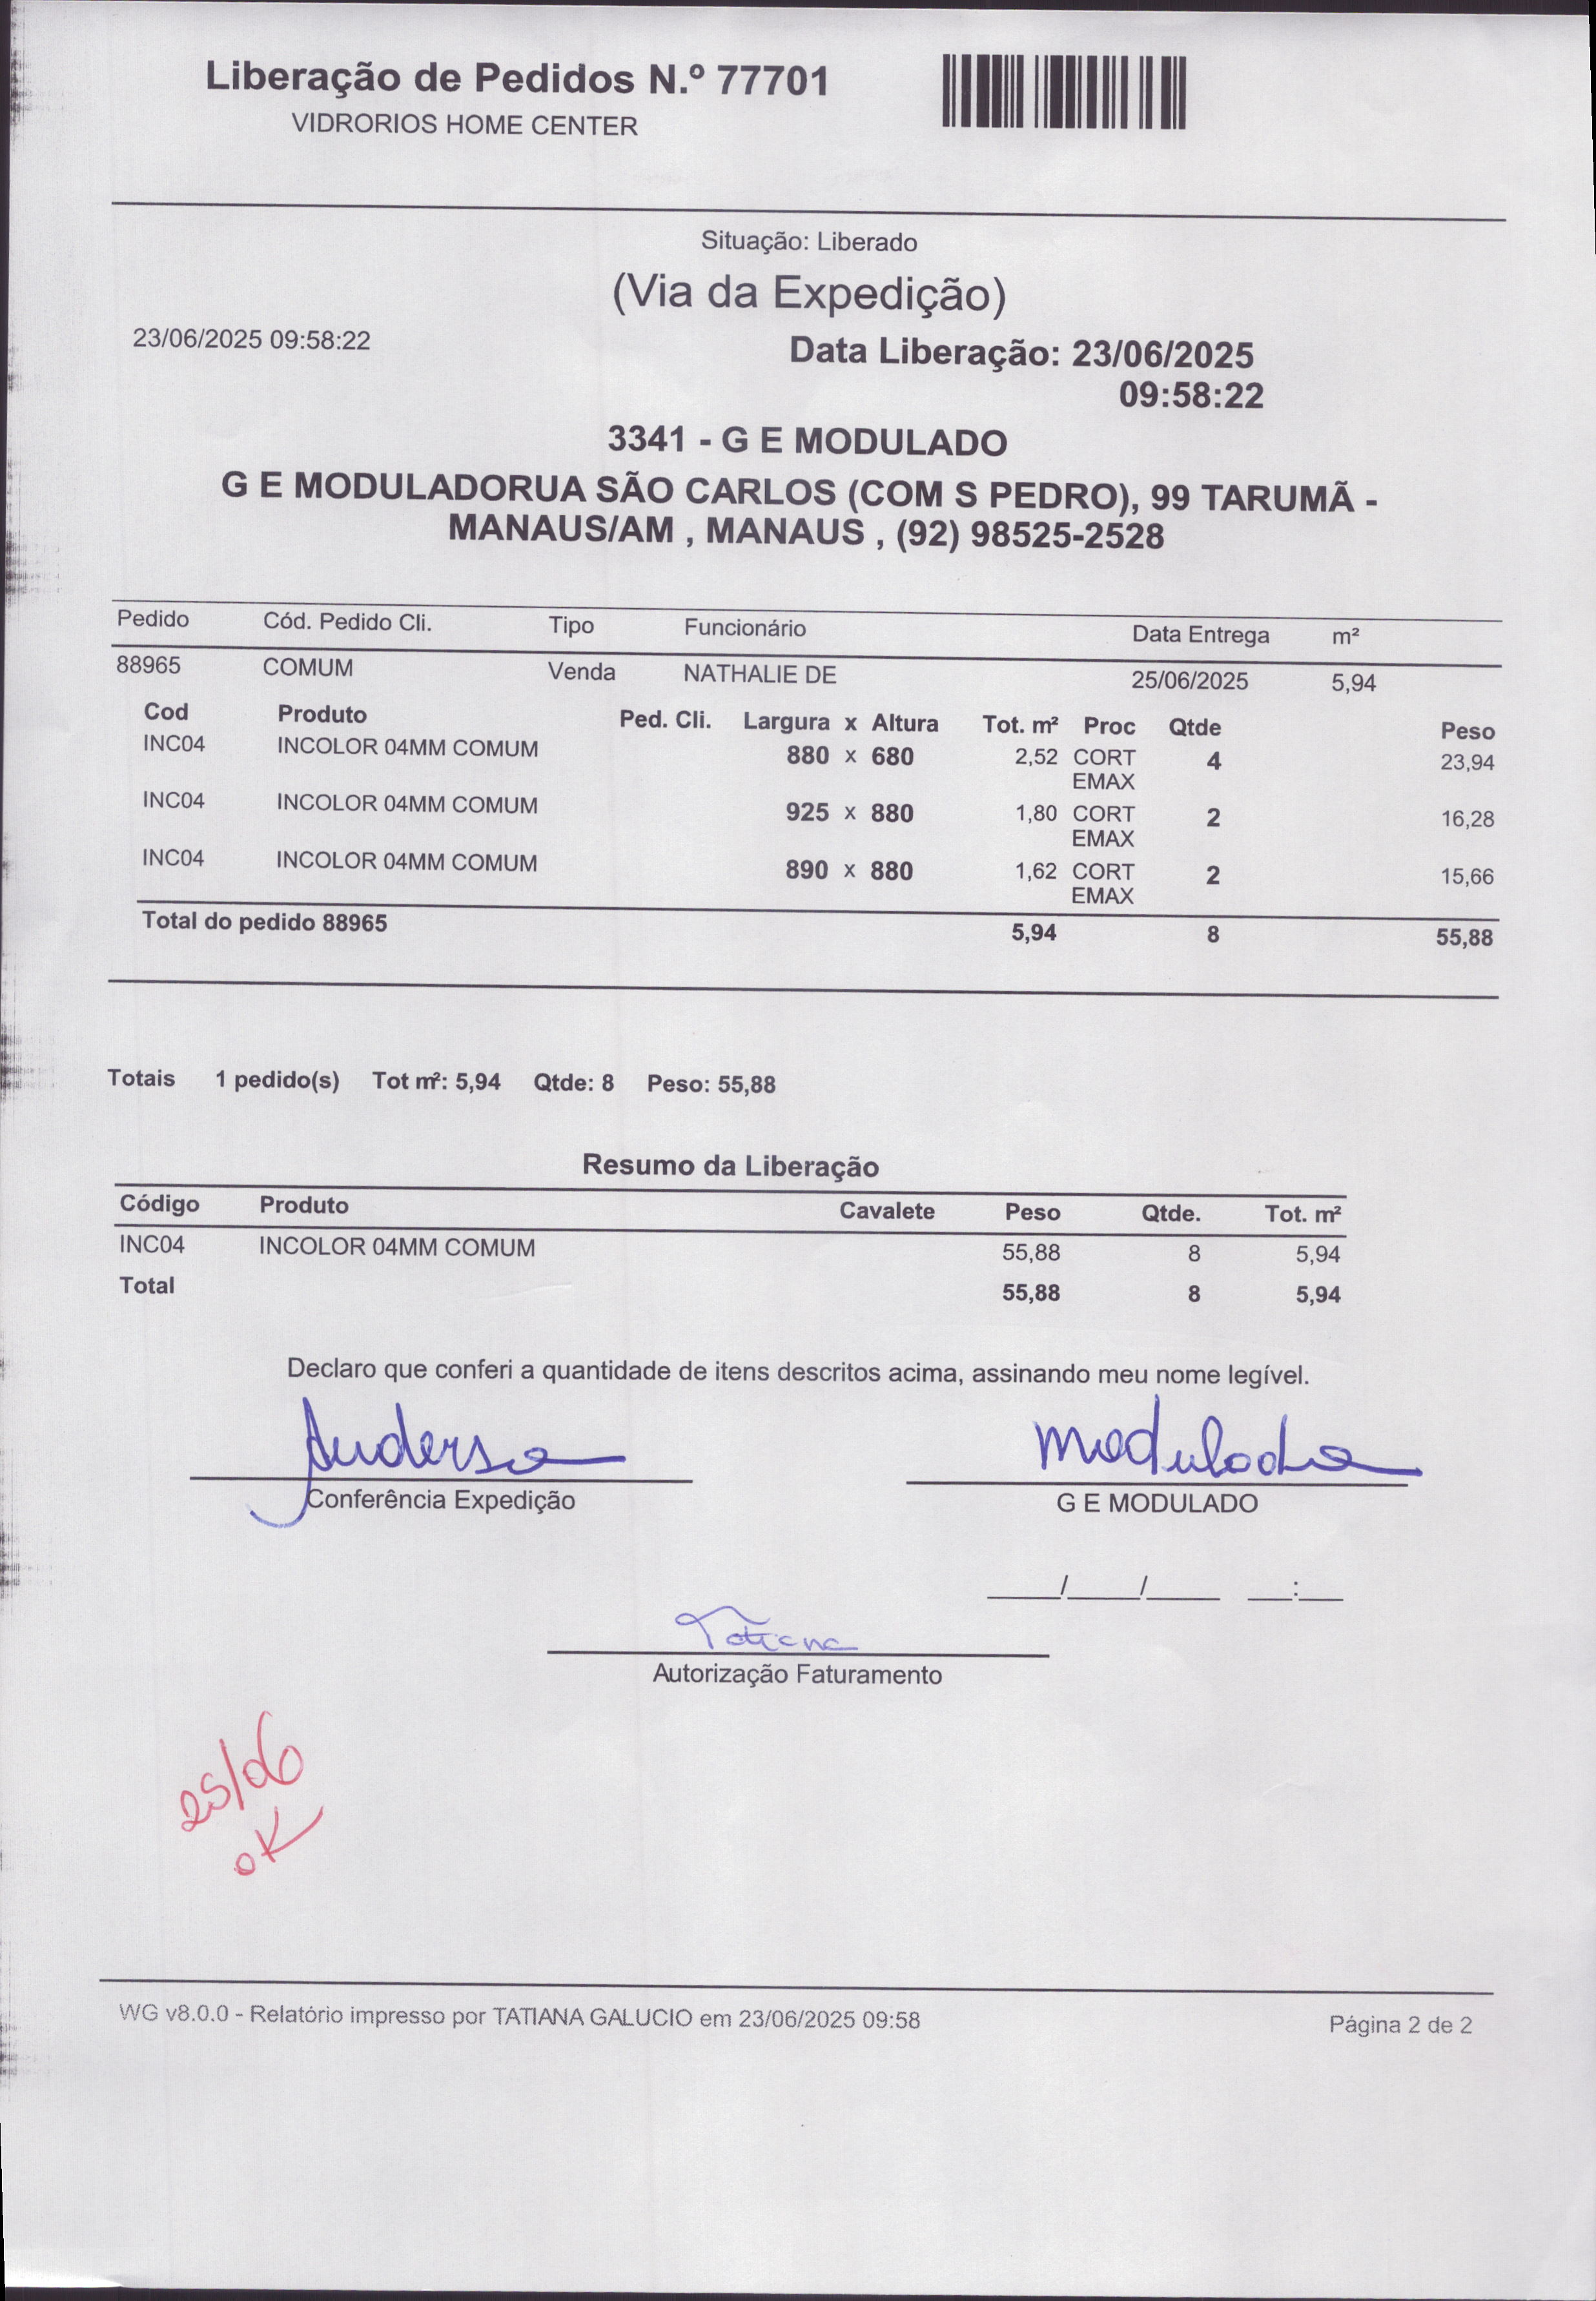 Liberação de Pedidos N.º 77701
VIDRORIOS HOME CENTER
Situação: Liberado
(Via da Expedição)
23/06/2025 09:58:22
Data Liberação: 23/06/2025
09:58:22
3341 - G E MODULADO
G E MODULADORUA SÃO CARLOS (COM S PEDRO), 99 TARUMÃ -
MANAUS/AM , MANAUS , (92) 98525-2528
Pedido Cód. Pedido Cli. Tipo Funcionário Data Entrega m²
88965 COMUM Venda NATHALIE DE 25/06/2025 5,94
Cod Produto Ped. Cli. Largura x Altura Tot. m² Proc Qtde Peso
INC04 INCOLOR 04MM COMUM 880 x 680 2,52 CORT 4 23,94
EMAX
INC04 INCOLOR 04MM COMUM 925 x 880 1,80 CORT 2 16,28
EMAX
INC04 INCOLOR 04MM COMUM 890 x 880 1,62 CORT 2 15,66
EMAX
Total do pedido 88965 5,94 8 55,88
Totais 1 pedido(s) Tot m²: 5,94 Qtde: 8 Peso: 55,88
Resumo da Liberação
Código Produto Cavalete Peso Qtde. Tot. m²
INC04 INCOLOR 04MM COMUM 55,88 8 5,94
Total 55,88 8 5,94
Declaro que conferi a quantidade de itens descritos acima, assinando meu nome legível.
Anderso Modulado
Conferência Expedição G E MODULADO
____/____/____ __:__
Tatiana
Autorização Faturamento
25/06
OK
WG v8.0.0 - Relatório impresso por TATIANA GALUCIO em 23/06/2025 09:58 Página 2 de 2